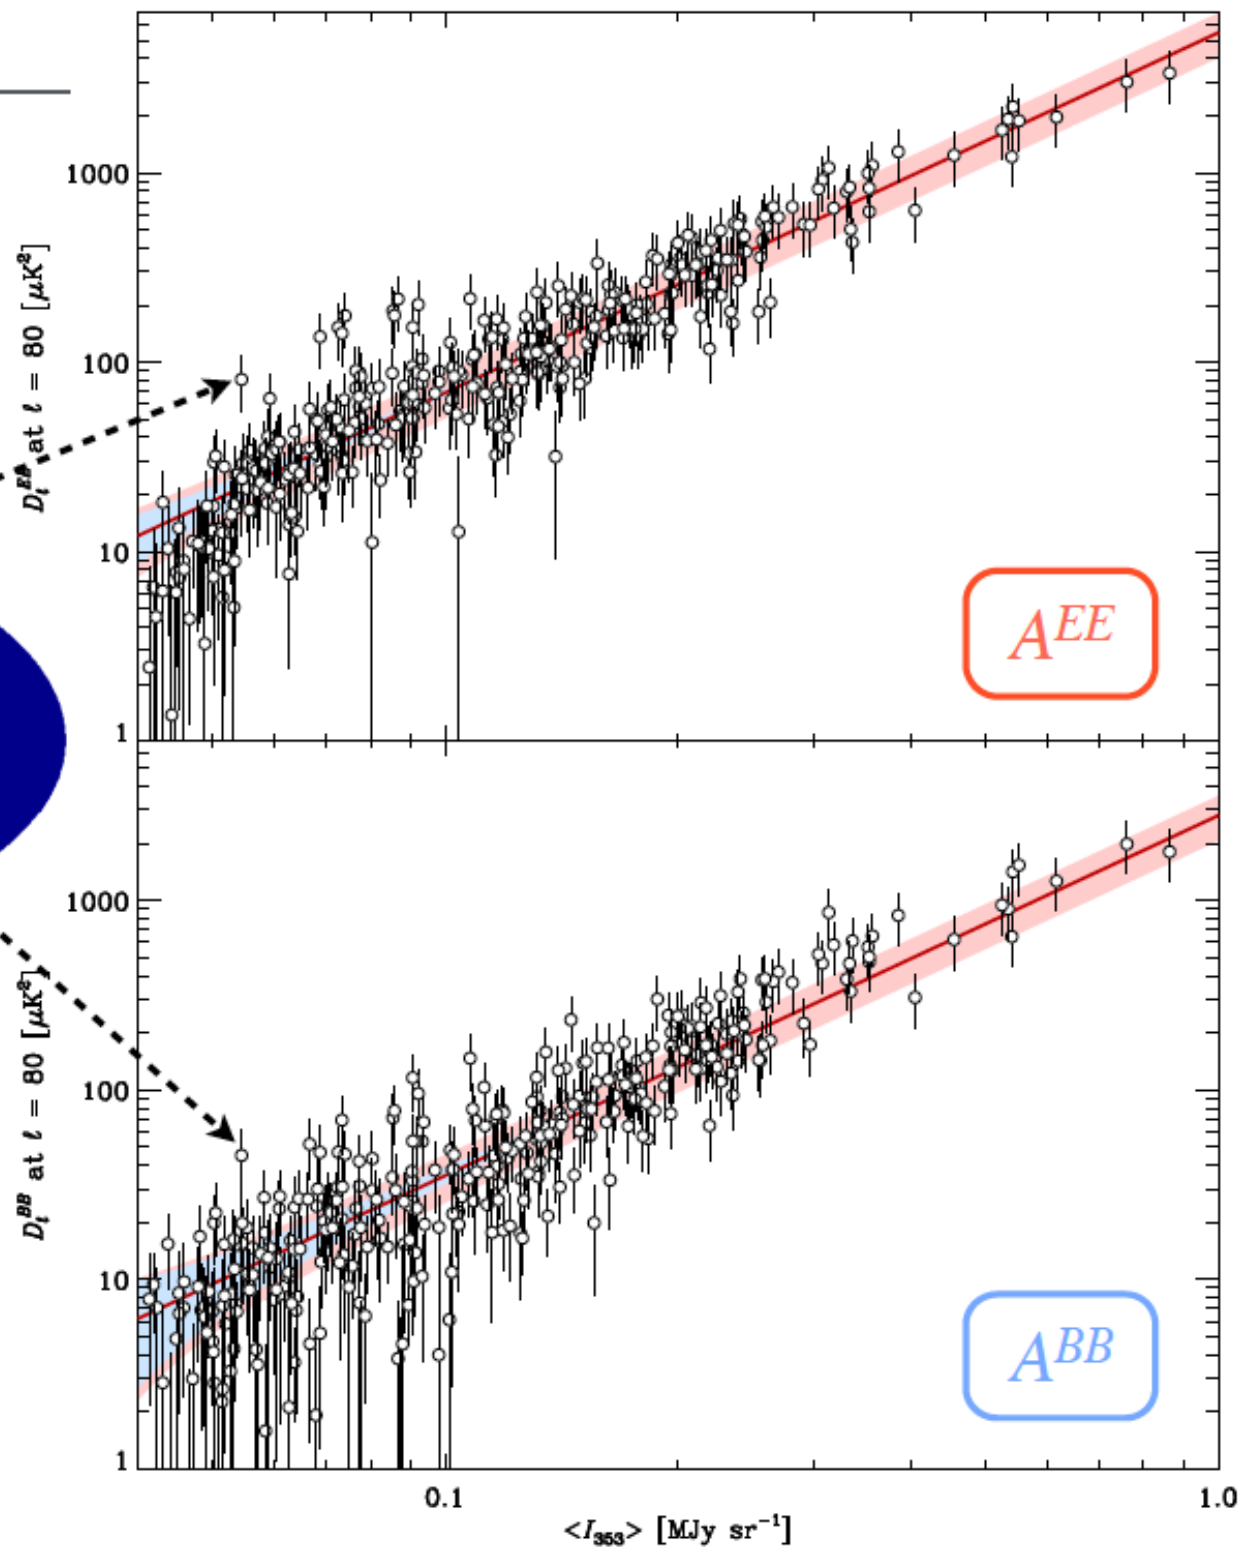 1000
100
10
1
D_ℓ^EE at ℓ = 80 [μK²]
A^EE
1000
100
10
1
D_ℓ^BB at ℓ = 80 [μK²]
A^BB
0.1 1.0
<I₃₅₃> [MJy sr⁻¹]